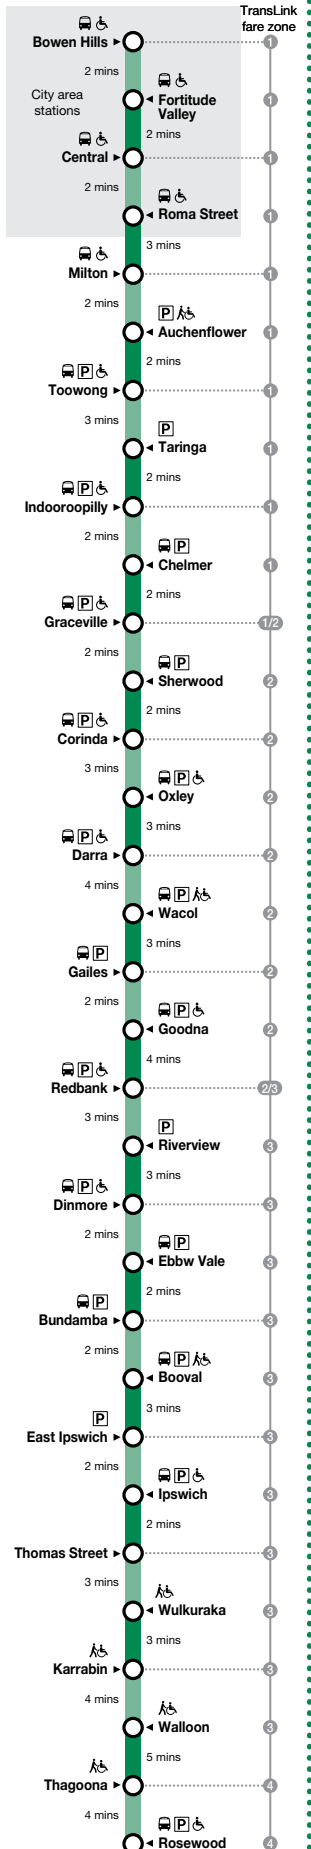 TransLink
fare zone
Bowen Hills
1
2 mins
City area
stations
Fortitude
Valley
1
2 mins
Central
1
2 mins
Roma Street
1
3 mins
Milton
1
2 mins
P
Auchenflower
1
2 mins
P
Toowong
1
3 mins
P
Taringa
1
2 mins
P
Indooroopilly
1
2 mins
P
Chelmer
1
2 mins
P
Graceville
1/2
2 mins
P
Sherwood
2
2 mins
P
Corinda
2
3 mins
P
Oxley
2
3 mins
P
Darra
2
4 mins
P
Wacol
2
3 mins
P
Gailes
2
2 mins
P
Goodna
2
4 mins
P
Redbank
2/3
3 mins
P
Riverview
3
3 mins
P
Dinmore
3
2 mins
P
Ebbw Vale
3
2 mins
P
Bundamba
3
2 mins
P
Booval
3
3 mins
P
East Ipswich
3
2 mins
P
Ipswich
3
2 mins
Thomas Street
3
3 mins
Wulkuraka
3
3 mins
Karrabin
3
4 mins
Walloon
3
5 mins
Thagoona
4
4 mins
P
Rosewood
4